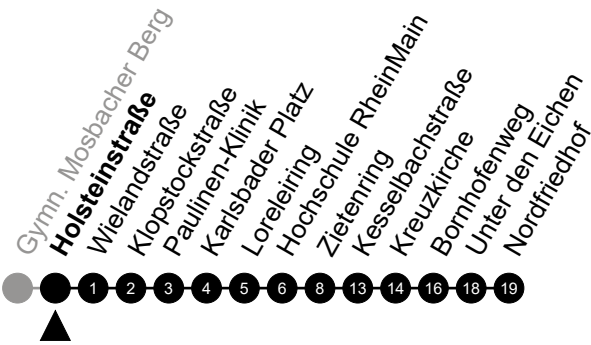 Gymn. Mosbacher Berg
Holsteinstraße
Wielandstraße
Klopstockstraße
Paulinen-Klinik
Karlsbader Platz
Loreleiring
Hochschule RheinMain
Zietenring
Kesselbachstraße
Kreuzkirche
Bornhofenweg
Unter den Eichen
Nordfriedhof
1 2 3 4 5 6 8 13 14 16 18 19